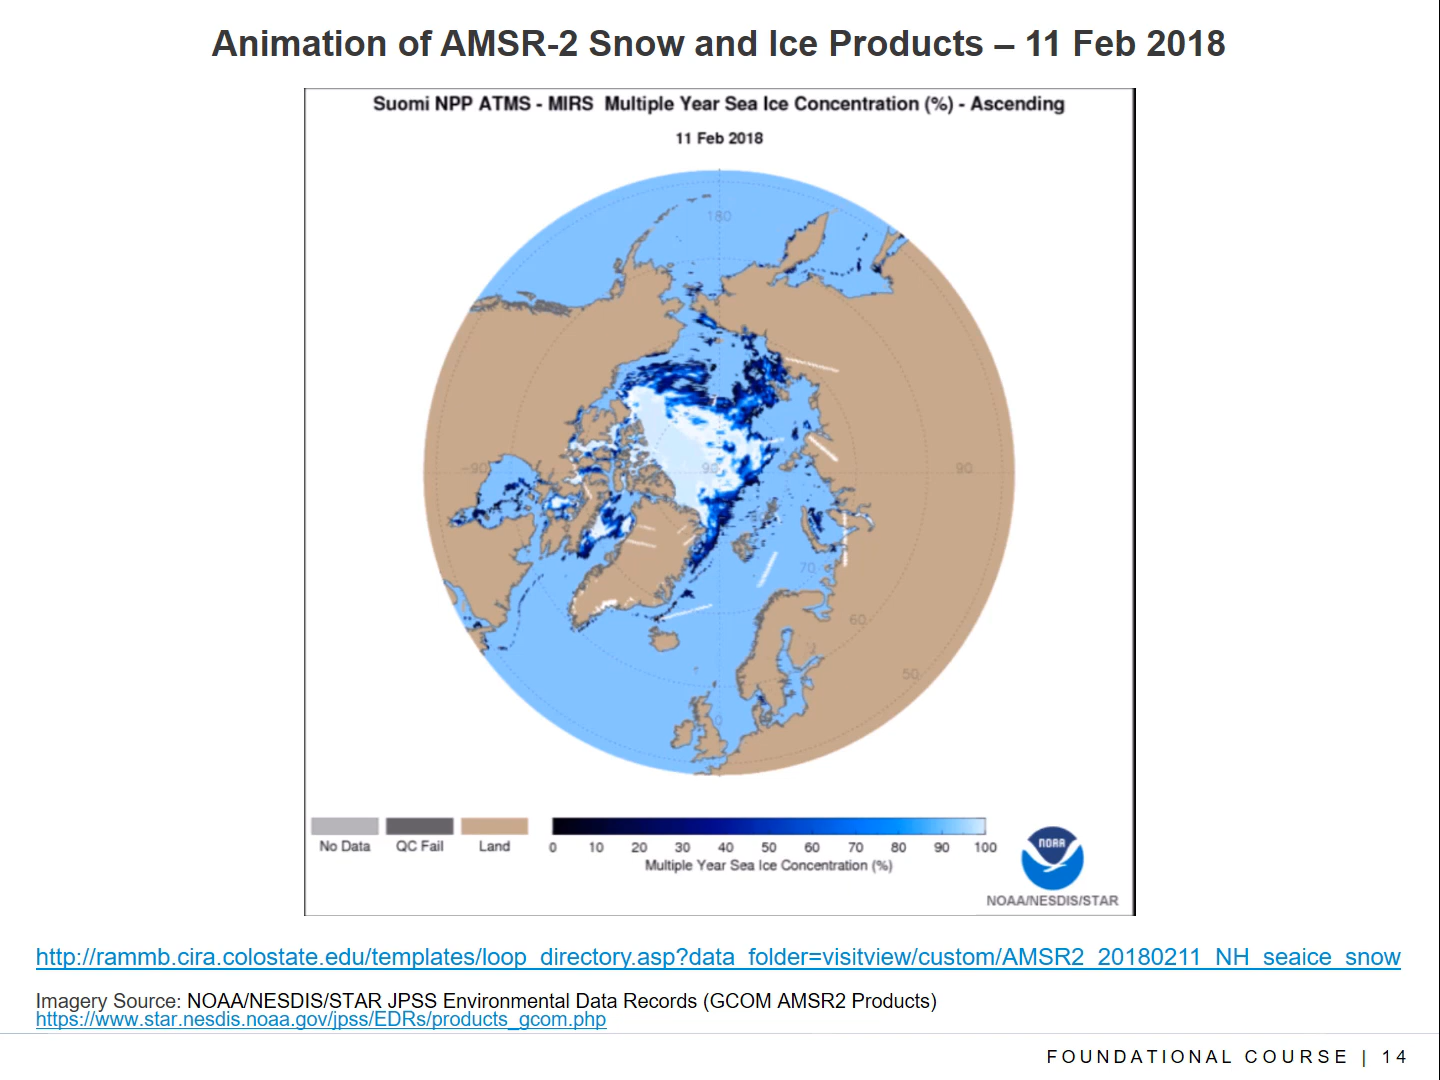 Animation of AMSR-2 Snow and Ice Products – 11 Feb 2018
Suomi NPP ATMS - MIRS  Multiple Year Sea Ice Concentration (%) - Ascending
11 Feb 2018
180
-90
90
90
70
60
50
0
No Data
QC Fail
Land
0 10 20 30 40 50 60 70 80 90 100
Multiple Year Sea Ice Concentration (%)
NOAA
NOAA/NESDIS/STAR
http://rammb.cira.colostate.edu/templates/loop_directory.asp?data_folder=visitview/custom/AMSR2_20180211_NH_seaice_snow
Imagery Source: NOAA/NESDIS/STAR JPSS Environmental Data Records (GCOM AMSR2 Products)
https://www.star.nesdis.noaa.gov/jpss/EDRs/products_gcom.php
FOUNDATIONAL COURSE | 14